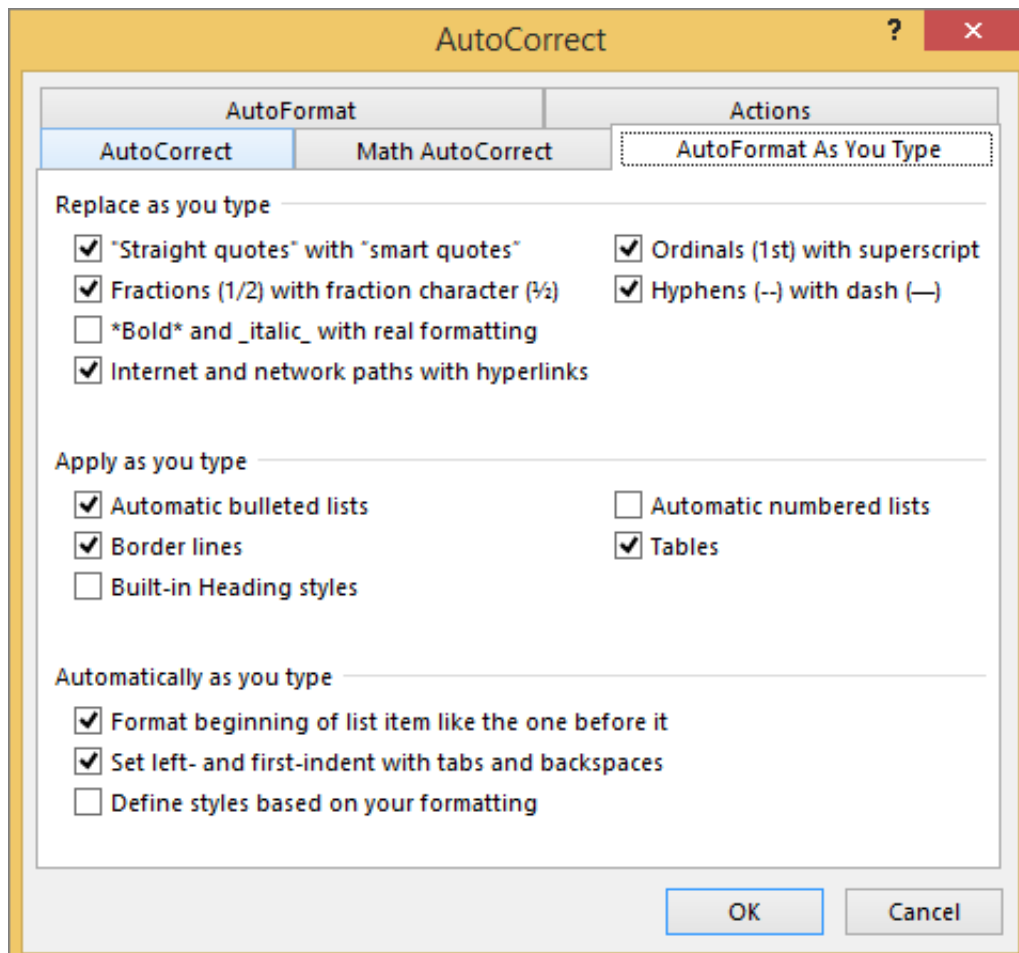 AutoCorrect ? ×
AutoFormat Actions
AutoCorrect Math AutoCorrect AutoFormat As You Type
Replace as you type
"Straight quotes" with “smart quotes” Ordinals (1st) with superscript
Fractions (1/2) with fraction character (½) Hyphens (--) with dash (—)
*Bold* and _italic_ with real formatting
Internet and network paths with hyperlinks
Apply as you type
Automatic bulleted lists Automatic numbered lists
Border lines Tables
Built-in Heading styles
Automatically as you type
Format beginning of list item like the one before it
Set left- and first-indent with tabs and backspaces
Define styles based on your formatting
OK Cancel